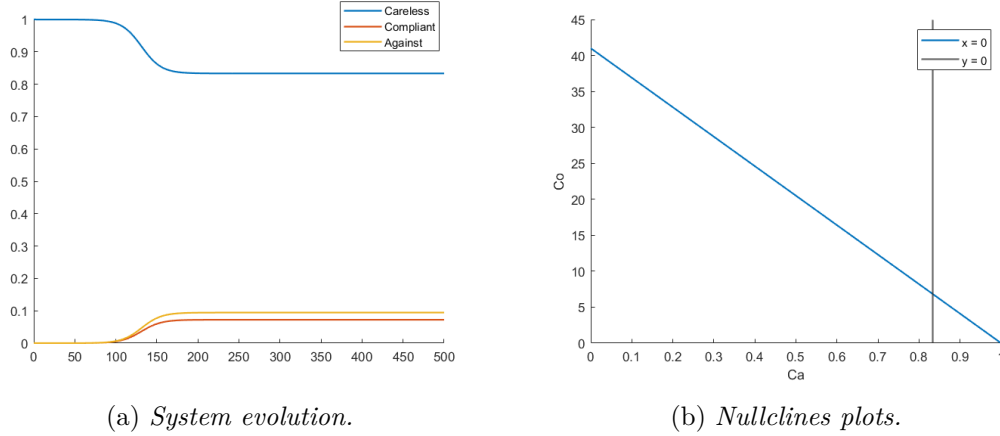 1
0.9
0.8
0.7
0.6
0.5
0.4
0.3
0.2
0.1
0
0 50 100 150 200 250 300 350 400 450 500
Careless
Compliant
Against
(a) System evolution.
45
40
35
30
25
20
15
10
5
0
Co
0 0.1 0.2 0.3 0.4 0.5 0.6 0.7 0.8 0.9 1
Ca
x = 0
y = 0
(b) Nullclines plots.